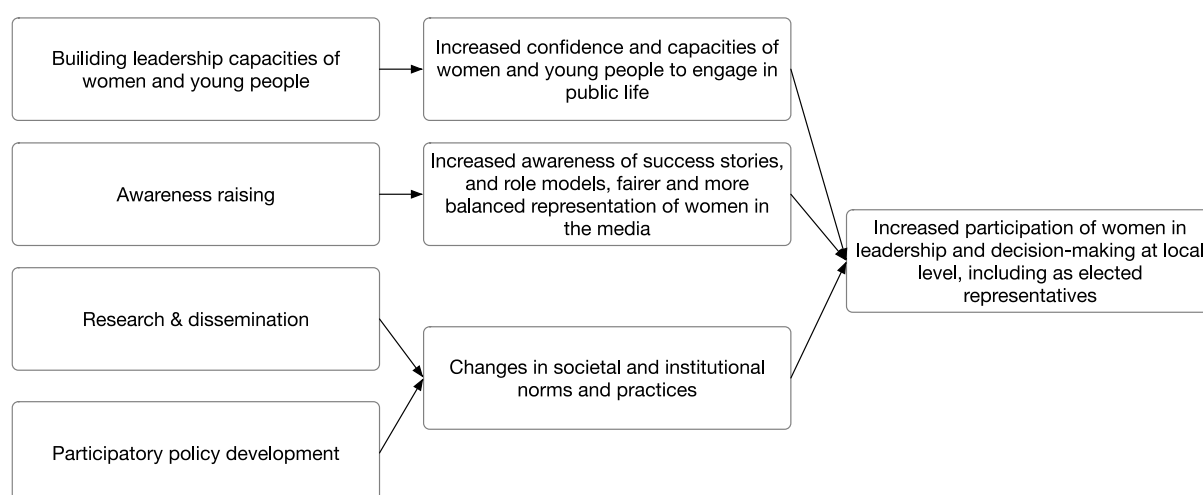 Builiding leadership capacities of
women and young people
Increased confidence and capacities of
women and young people to engage in
public life
Awareness raising
Increased awareness of success stories,
and role models, fairer and more
balanced representation of women in
the media
Increased participation of women in
leadership and decision-making at local
level, including as elected
representatives
Research & dissemination
Changes in societal and institutional
norms and practices
Participatory policy development